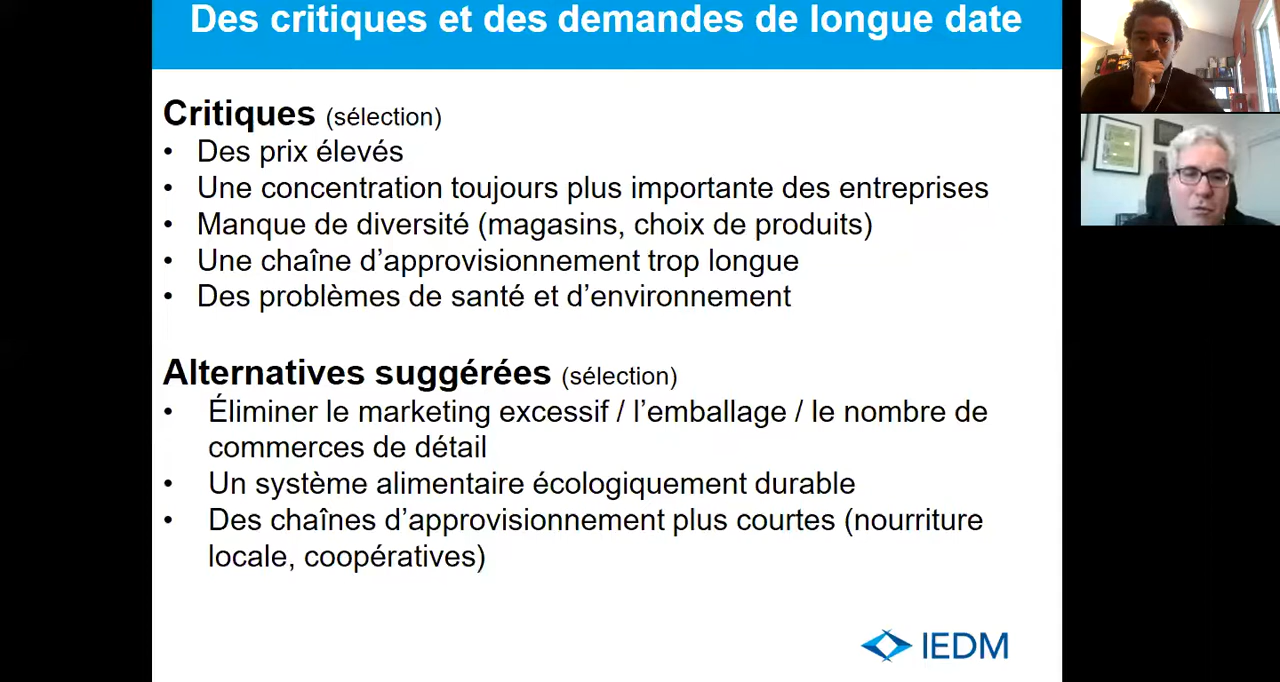 Des critiques et des demandes de longue date
Critiques (sélection)
• Des prix élevés
• Une concentration toujours plus importante des entreprises
• Manque de diversité (magasins, choix de produits)
• Une chaîne d’approvisionnement trop longue
• Des problèmes de santé et d’environnement
Alternatives suggérées (sélection)
• Éliminer le marketing excessif / l’emballage / le nombre de
commerces de détail
• Un système alimentaire écologiquement durable
• Des chaînes d’approvisionnement plus courtes (nourriture
locale, coopératives)
IEDM